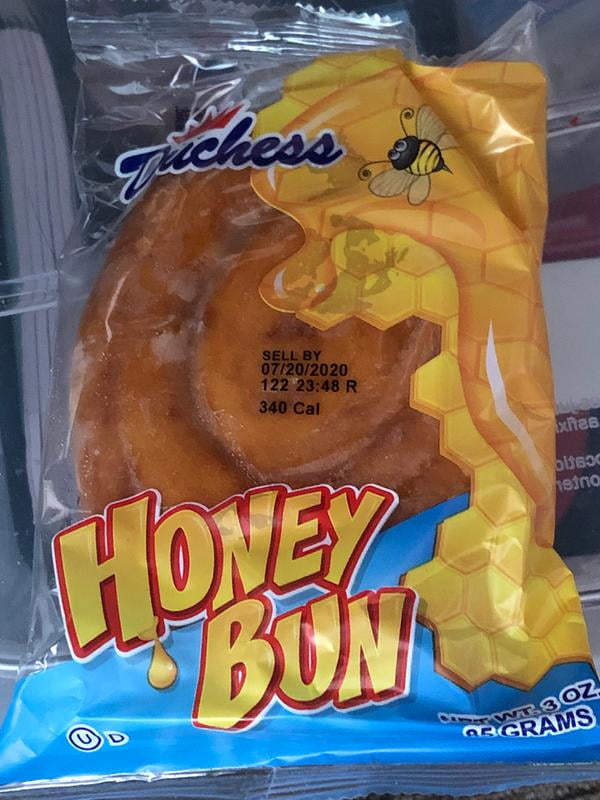 Duchess
SELL BY
07/20/2020
122 23:48 R
340 Cal
HONEY
BUN
U D
NET WT. 3 OZ.
85 GRAMS